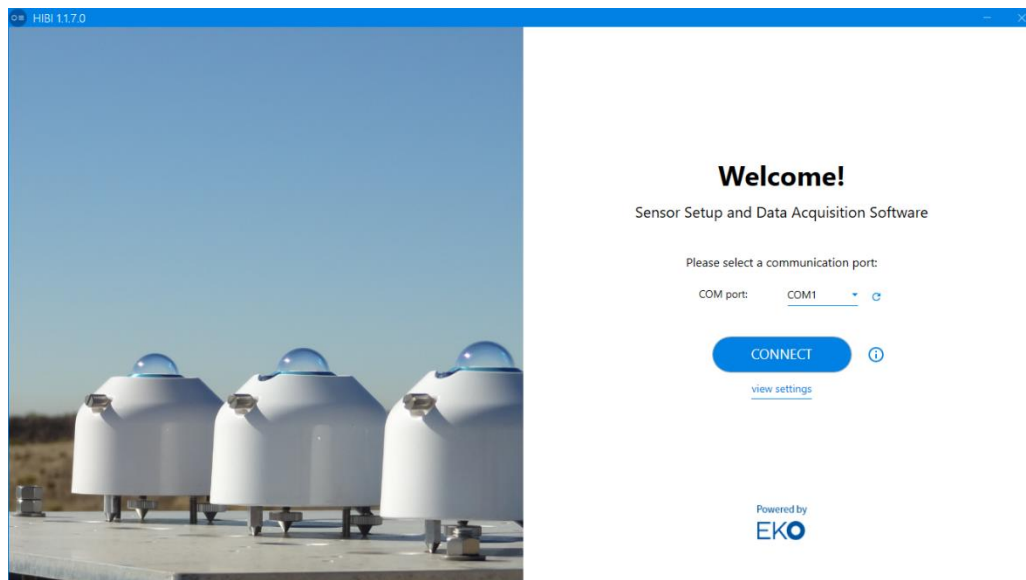 HIBI 1.1.7.0
Welcome!
Sensor Setup and Data Acquisition Software
Please select a communication port:
COM port: COM1
CONNECT
view settings
Powered by
EKO